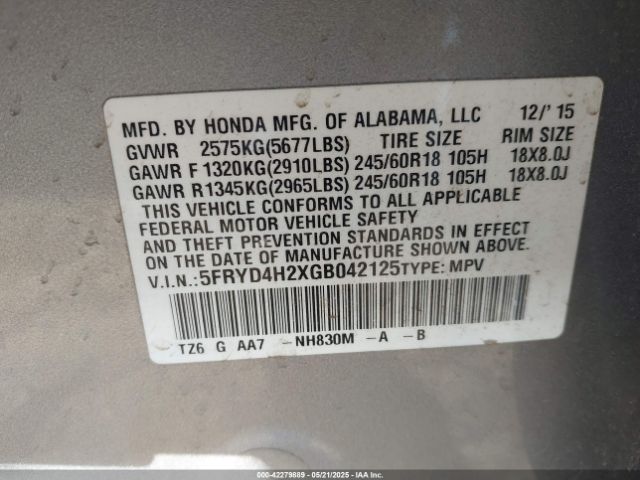 MFD. BY HONDA MFG. OF ALABAMA, LLC 12/'15
GVWR 2575KG(5677LBS) TIRE SIZE RIM SIZE
GAWR F 1320KG(2910LBS) 245/60R18 105H 18X8.0J
GAWR R 1345KG(2965LBS) 245/60R18 105H 18X8.0J
THIS VEHICLE CONFORMS TO ALL APPLICABLE
FEDERAL MOTOR VEHICLE SAFETY
AND THEFT PREVENTION STANDARDS IN EFFECT
ON THE DATE OF MANUFACTURE SHOWN ABOVE.
V.I.N.: 5FRYD4H2XGB042125 TYPE: MPV
TZ6 G AA7 -NH830M -A -B
000-42279889 05/21/2025 IAAI.COM